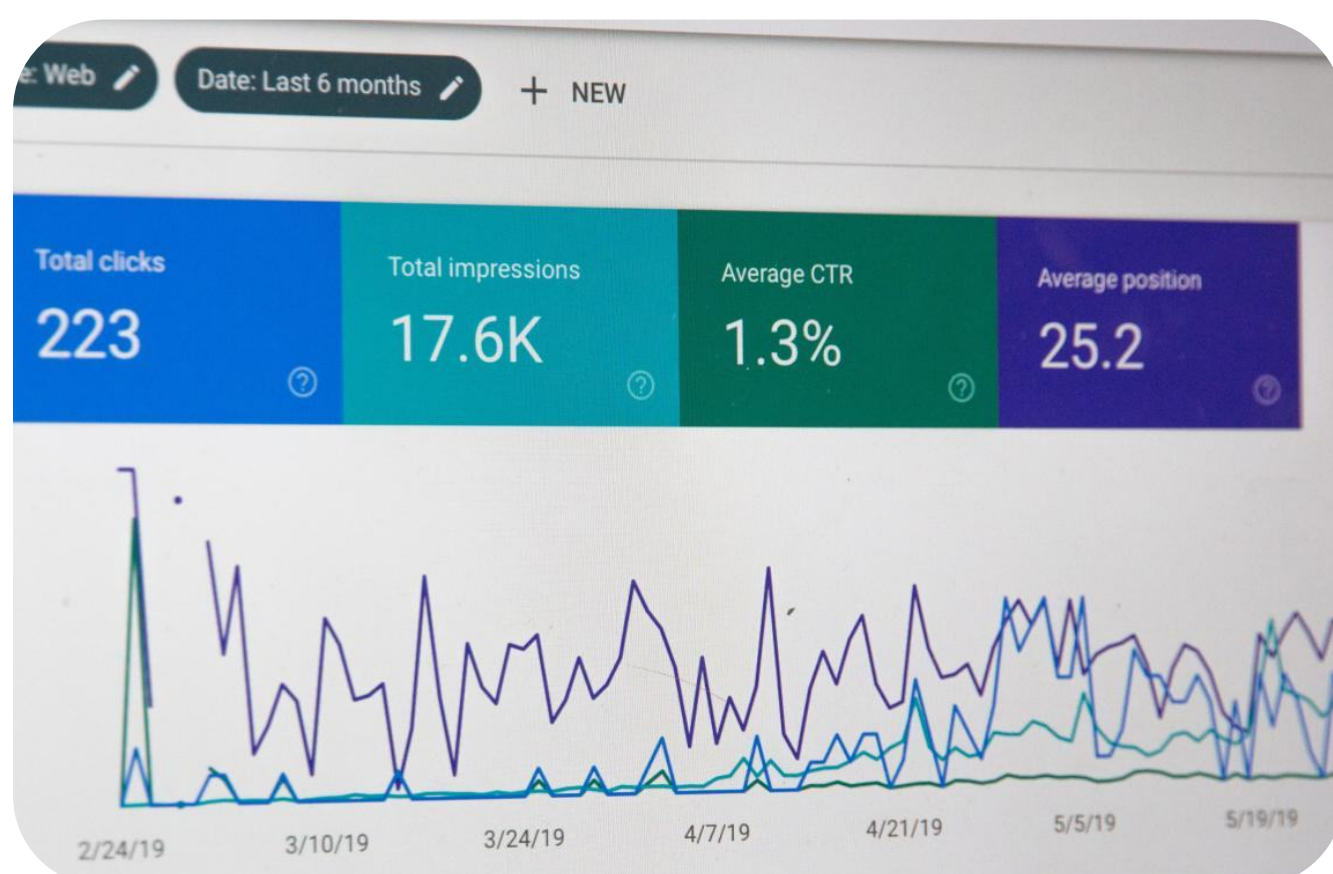 e: Web
Date: Last 6 months
+ NEW
Total clicks
223
Total impressions
17.6K
Average CTR
1.3%
Average position
25.2
2/24/19
3/10/19
3/24/19
4/7/19
4/21/19
5/5/19
5/19/19